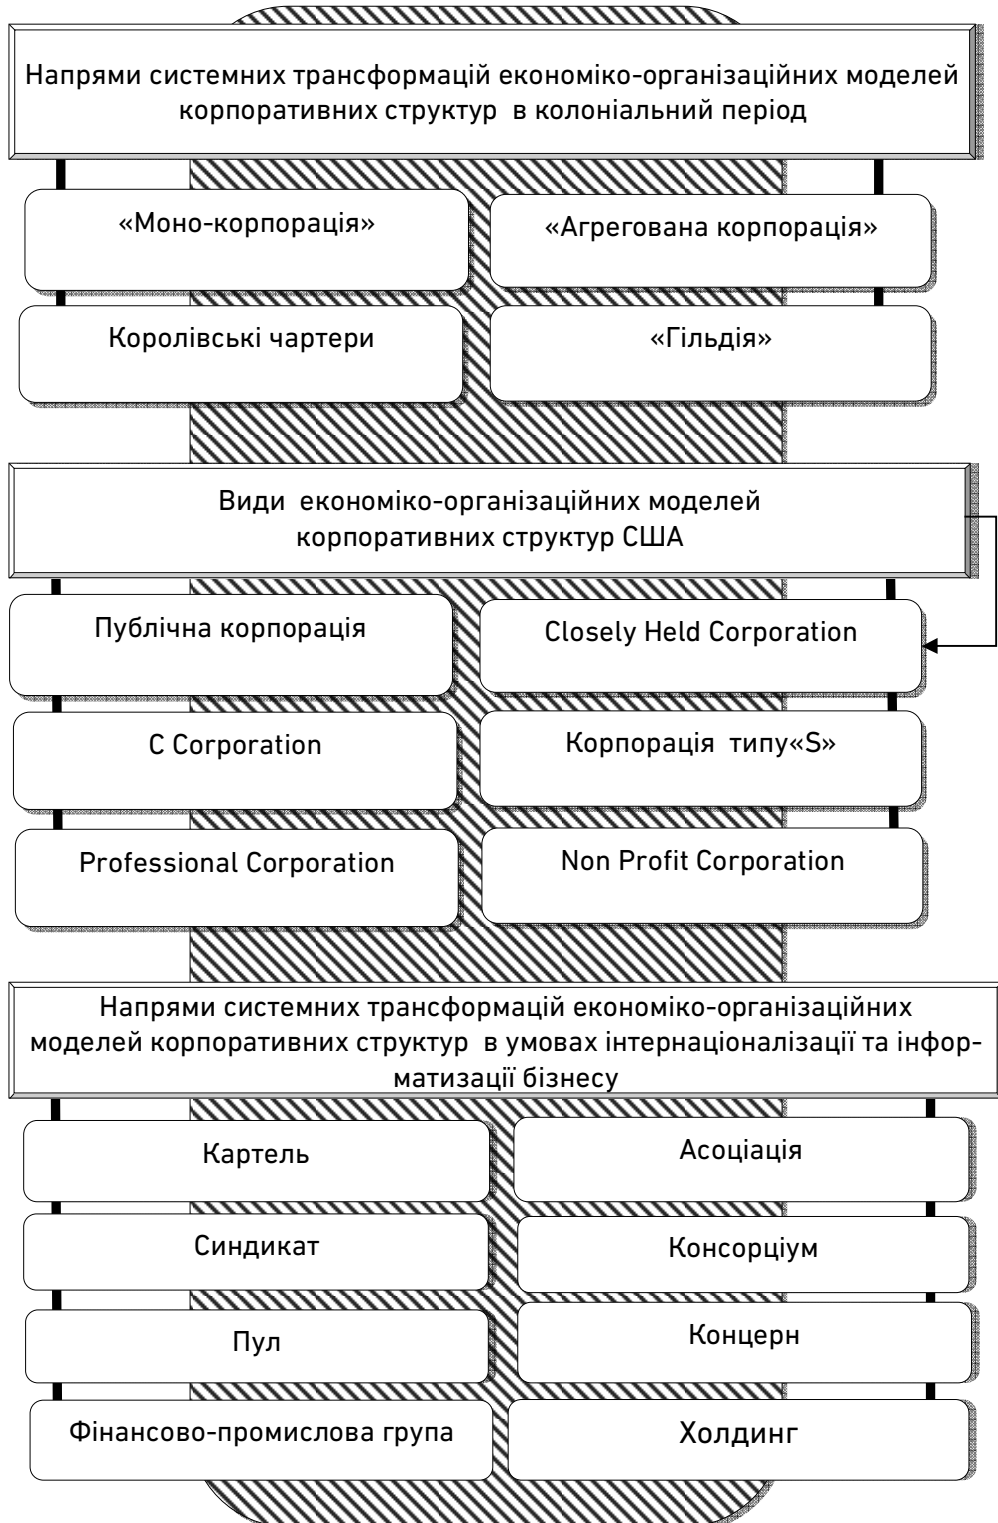 Напрями системних трансформацій економіко-організаційних моделей
корпоративних структур в колоніальний період
«Моно-корпорація»
«Агрегована корпорація»
Королівські чартери
«Гільдія»
Види економіко-організаційних моделей
корпоративних структур США
Публічна корпорація
Closely Held Corporation
C Corporation
Корпорація типу«S»
Professional Corporation
Non Profit Corporation
Напрями системних трансформацій економіко-організаційних
моделей корпоративних структур в умовах інтернаціоналізації та інфор-
матизації бізнесу
Картель
Асоціація
Синдикат
Консорціум
Пул
Концерн
Фінансово-промислова група
Холдинг